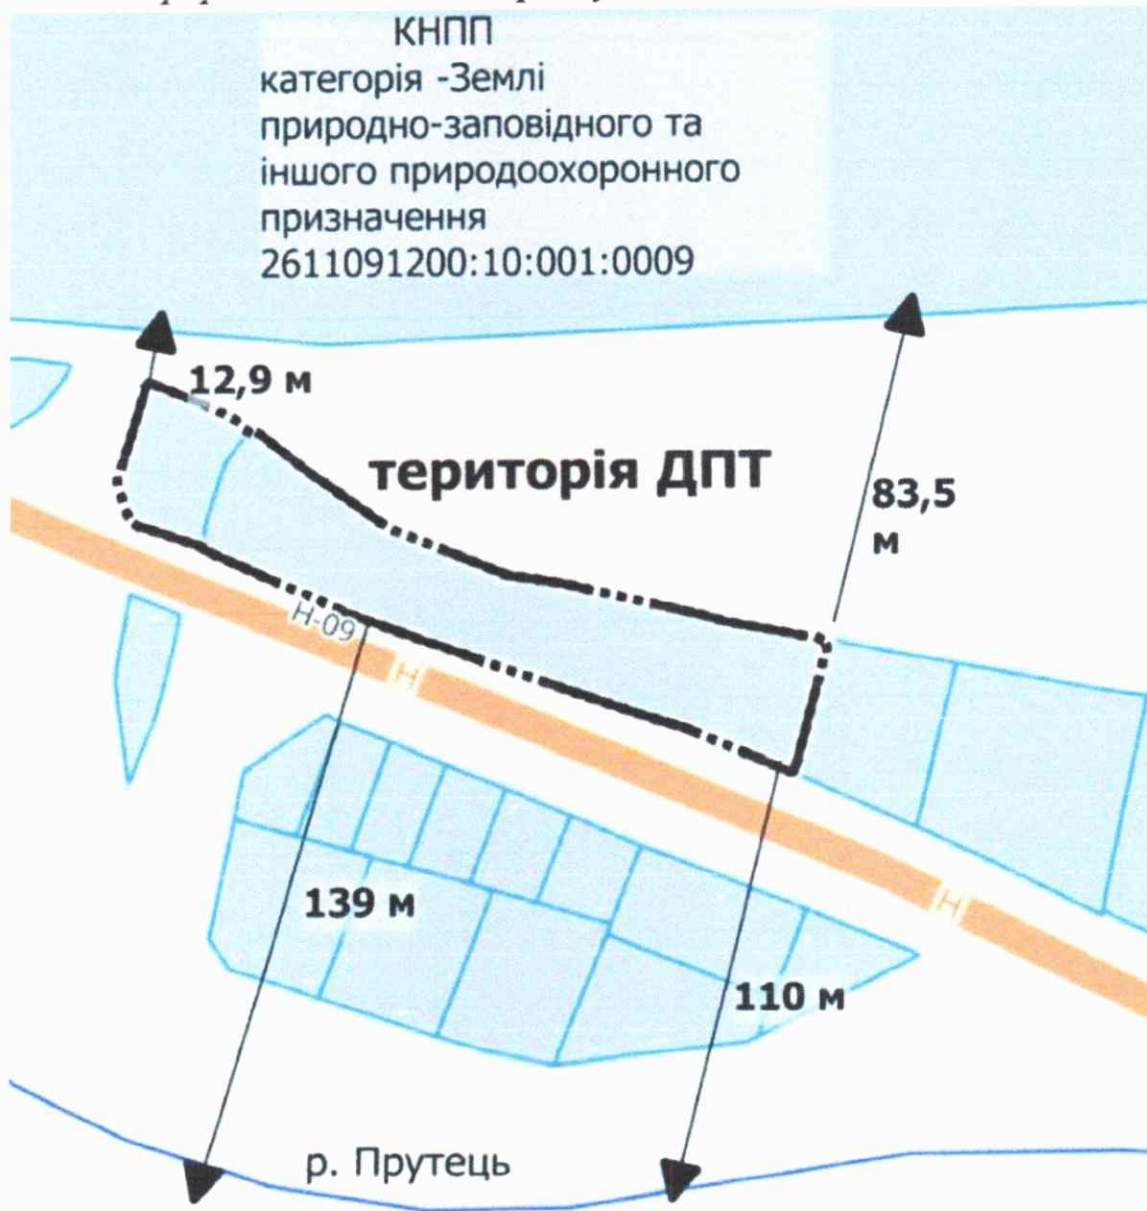 КНПП
категорія -Землі
природно-заповідного та
іншого природоохоронного
призначення
2611091200:10:001:0009
12,9 м
територія ДПТ
83,5
м
Н-09
Н
139 м
Н
110 м
р. Прутець